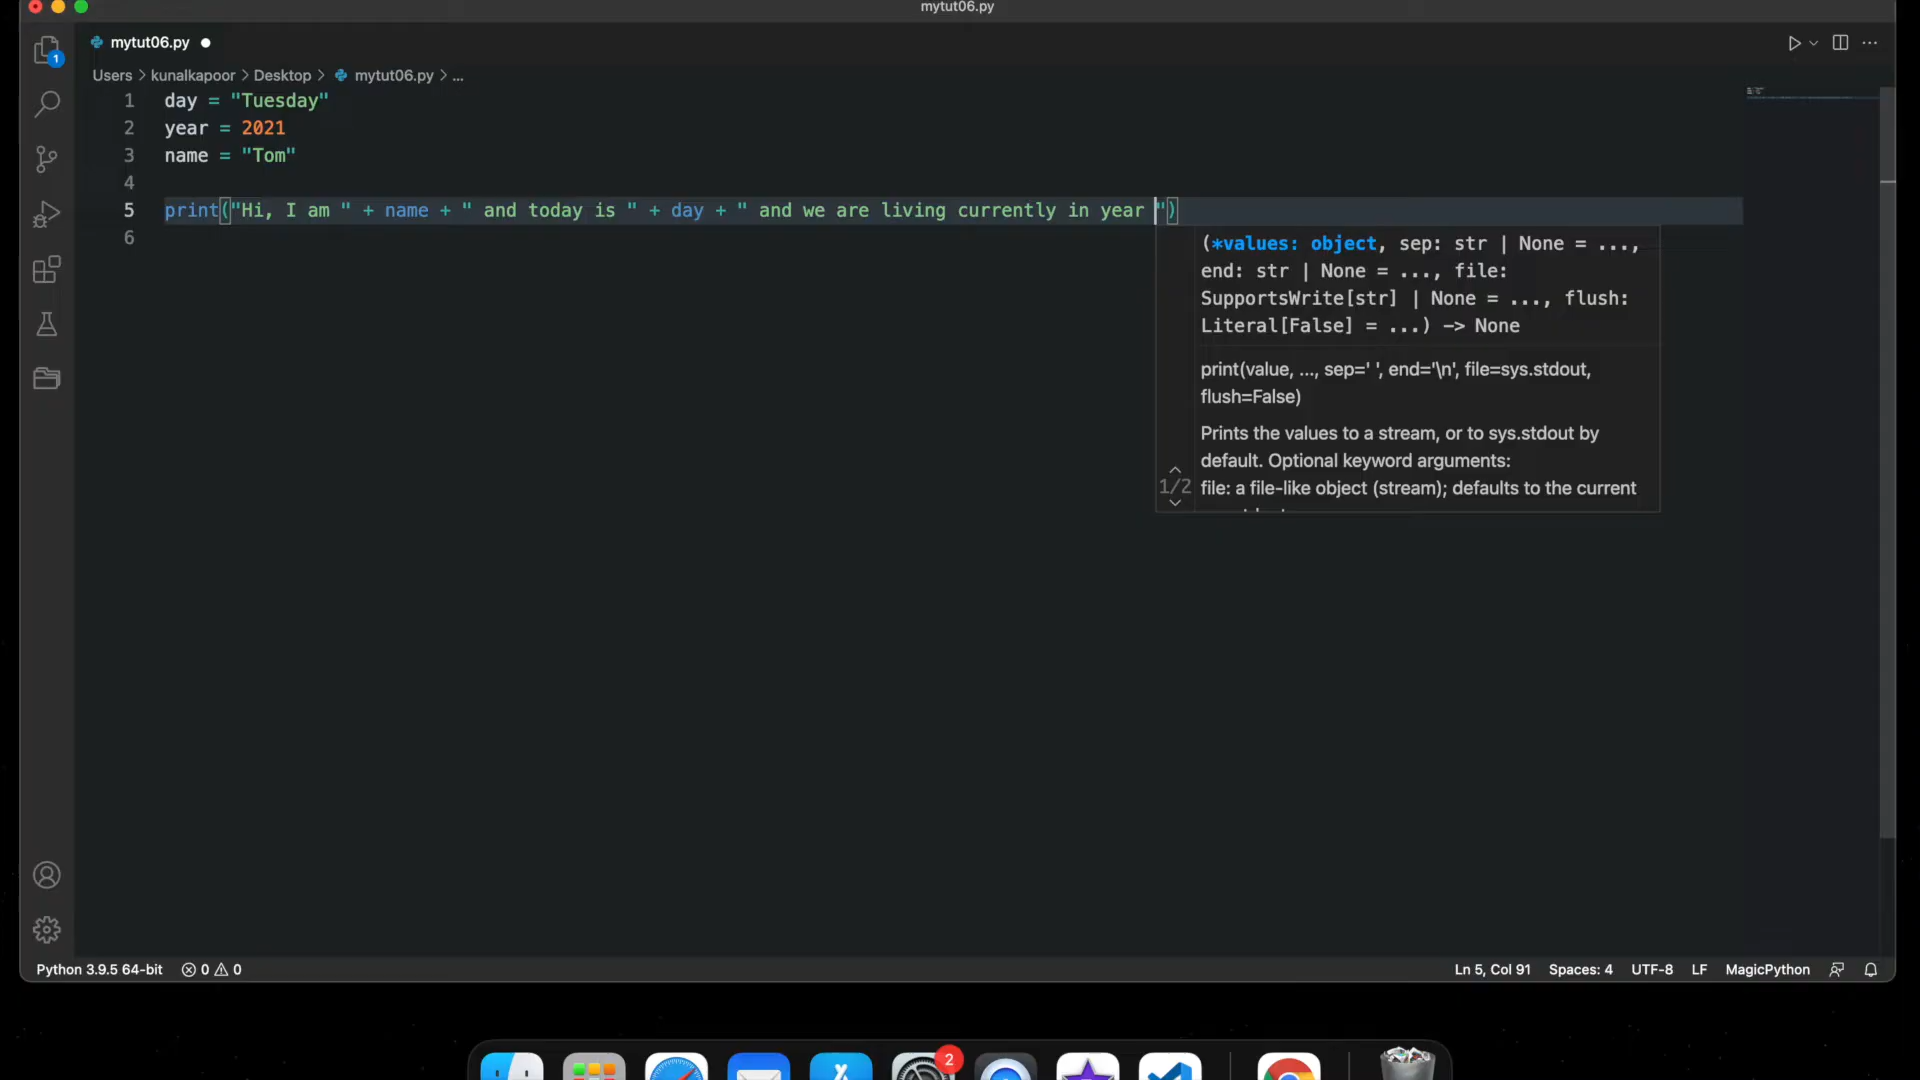 mytut06.py
mytut06.py
Users > kunalkapoor > Desktop > mytut06.py > ...
1 day = "Tuesday"
2 year = 2021
3 name = "Tom"
4
5 print("Hi, I am " + name + " and today is " + day + " and we are living currently in year ")
6
(*values: object, sep: str | None = ...,
end: str | None = ..., file:
SupportsWrite[str] | None = ..., flush:
Literal[False] = ...) -> None
print(value, ..., sep=' ', end='\n', file=sys.stdout,
flush=False)
Prints the values to a stream, or to sys.stdout by
default. Optional keyword arguments:
file: a file-like object (stream); defaults to the current
1/2
1
Python 3.9.5 64-bit 0 0
Ln 5, Col 91 Spaces: 4 UTF-8 LF MagicPython
2